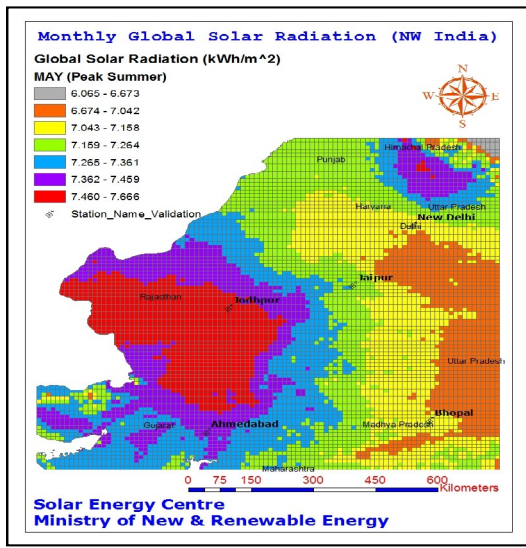 Monthly Global Solar Radiation (NW India)
Global Solar Radiation (kWh/m^2)
MAY (Peak Summer)
6.065 - 6.673
6.674 - 7.042
7.043 - 7.158
7.159 - 7.264
7.265 - 7.361
7.362 - 7.459
7.460 - 7.666
Station_Name_Validation
N
W E
S
Himachal Pradesh
Punjab
Haryana
Uttar Pradesh
New Delhi
Delhi
Jaipur
Rajasthan
Jodhpur
Uttar Pradesh
Bhopal
Gujarat
Ahmedabad
Madhya Pradesh
Maharashtra
0 75 150 300 450 600
Kilometers
Solar Energy Centre
Ministry of New & Renewable Energy